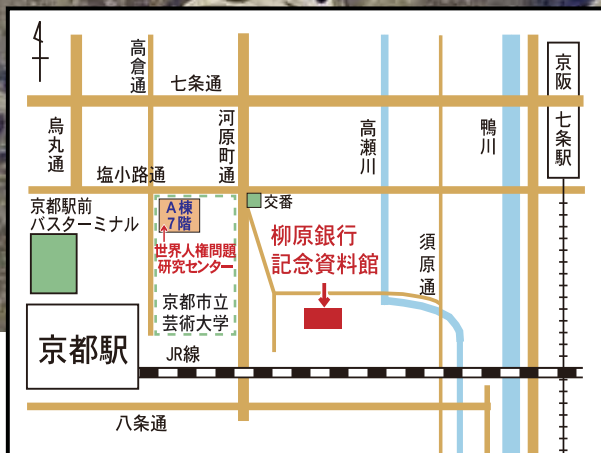 高倉通
七条通
京阪
七条駅
烏丸通
河原町通
高瀬川
鴨川
塩小路通
京都駅前
バスターミナル
A棟
7階
交番
世界人権問題
研究センター
柳原銀行
記念資料館
須原通
京都市立
芸術大学
京都駅
JR線
八条通